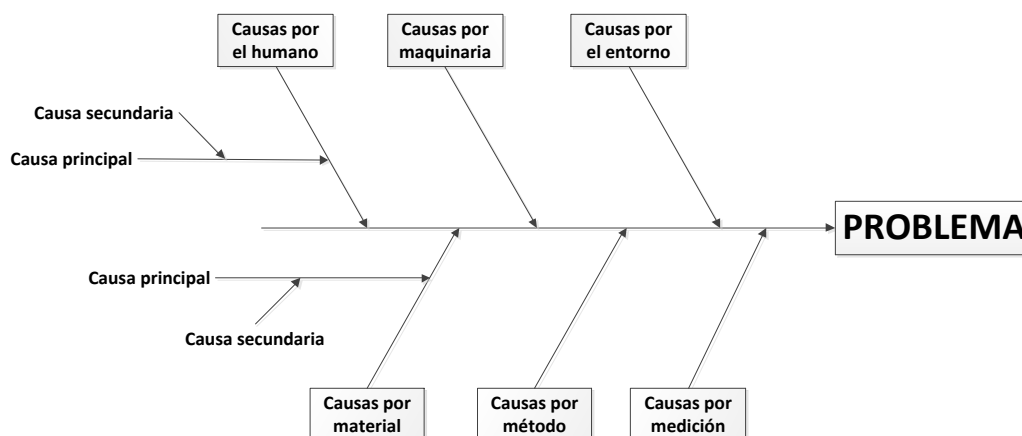 Causas por
el humano
Causas por
maquinaria
Causas por
el entorno
Causa secundaria
Causa principal
PROBLEMA
Causa principal
Causa secundaria
Causas por
material
Causas por
método
Causas por
medición